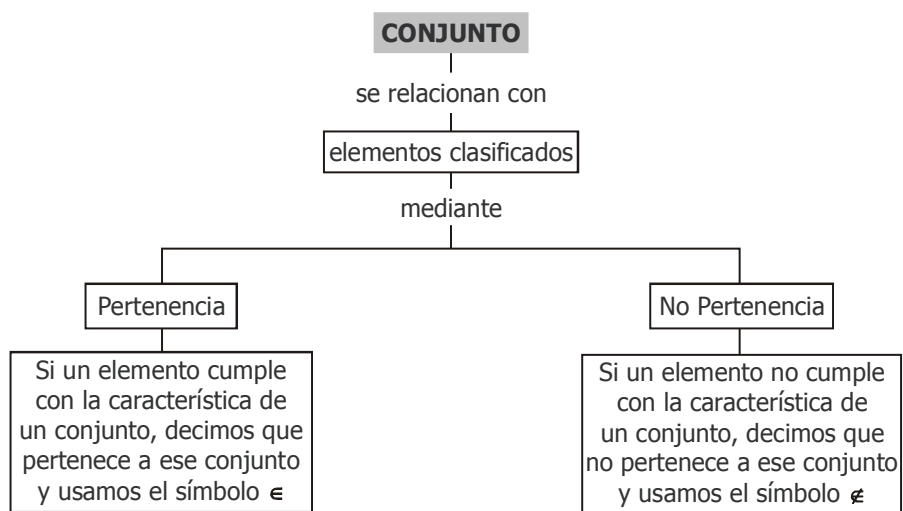 CONJUNTO
se relacionan con
elementos clasificados
mediante
Pertenencia
Si un elemento cumple
con la característica de
un conjunto, decimos que
pertenece a ese conjunto
y usamos el símbolo ∈
No Pertenencia
Si un elemento no cumple
con la característica de
un conjunto, decimos que
no pertenece a ese conjunto
y usamos el símbolo ∉